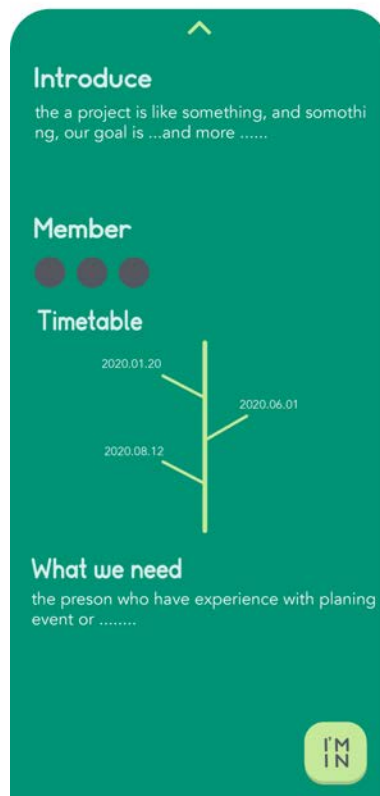 Introduce
the a project is like something, and somothi
ng, our goal is ...and more ......
Member
Timetable
2020.01.20
2020.06.01
2020.08.12
What we need
the preson who have experience with planing
event or ........
I'M
IN